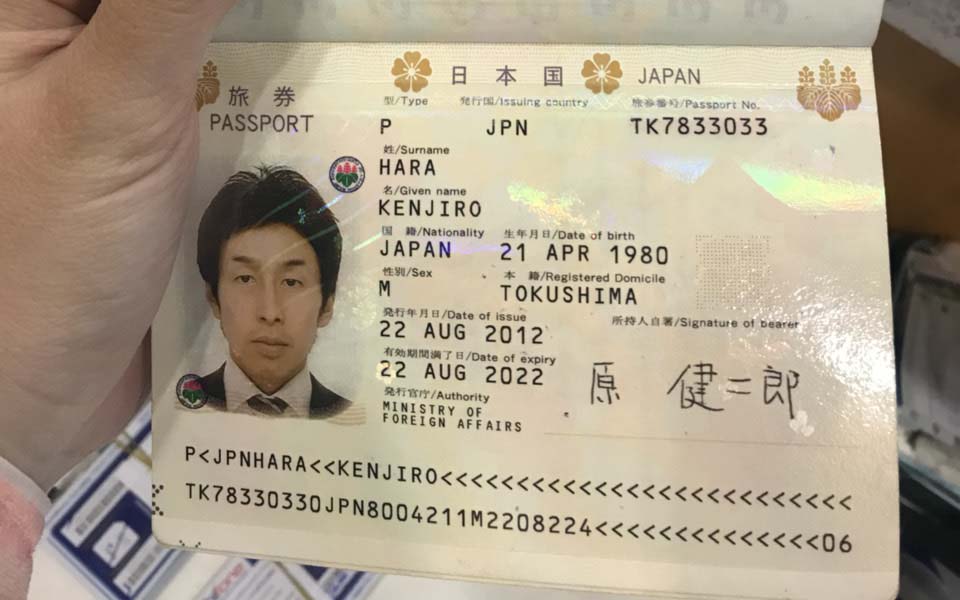 日本国 JAPAN
旅券
PASSPORT
型/Type 発行国/Issuing country 旅券番号/Passport No.
P JPN TK7833033
姓/Surname
HARA
名/Given name
KENJIRO
国籍/Nationality 生年月日/Date of birth
JAPAN 21 APR 1980
性別/Sex 本籍/Registered Domicile
M TOKUSHIMA
発行年月日/Date of issue 所持人自署/Signature of bearer
22 AUG 2012
有効期間満了日/Date of expiry
22 AUG 2022
原 健二郎
発行官庁/Authority
MINISTRY OF
FOREIGN AFFAIRS
P<JPNHARA<<KENJIRO<<<<<<<<<<<<<<<<<<<<<<<<<<
TK78330330JPN8004211M2208224<<<<<<<<<<<<<<06